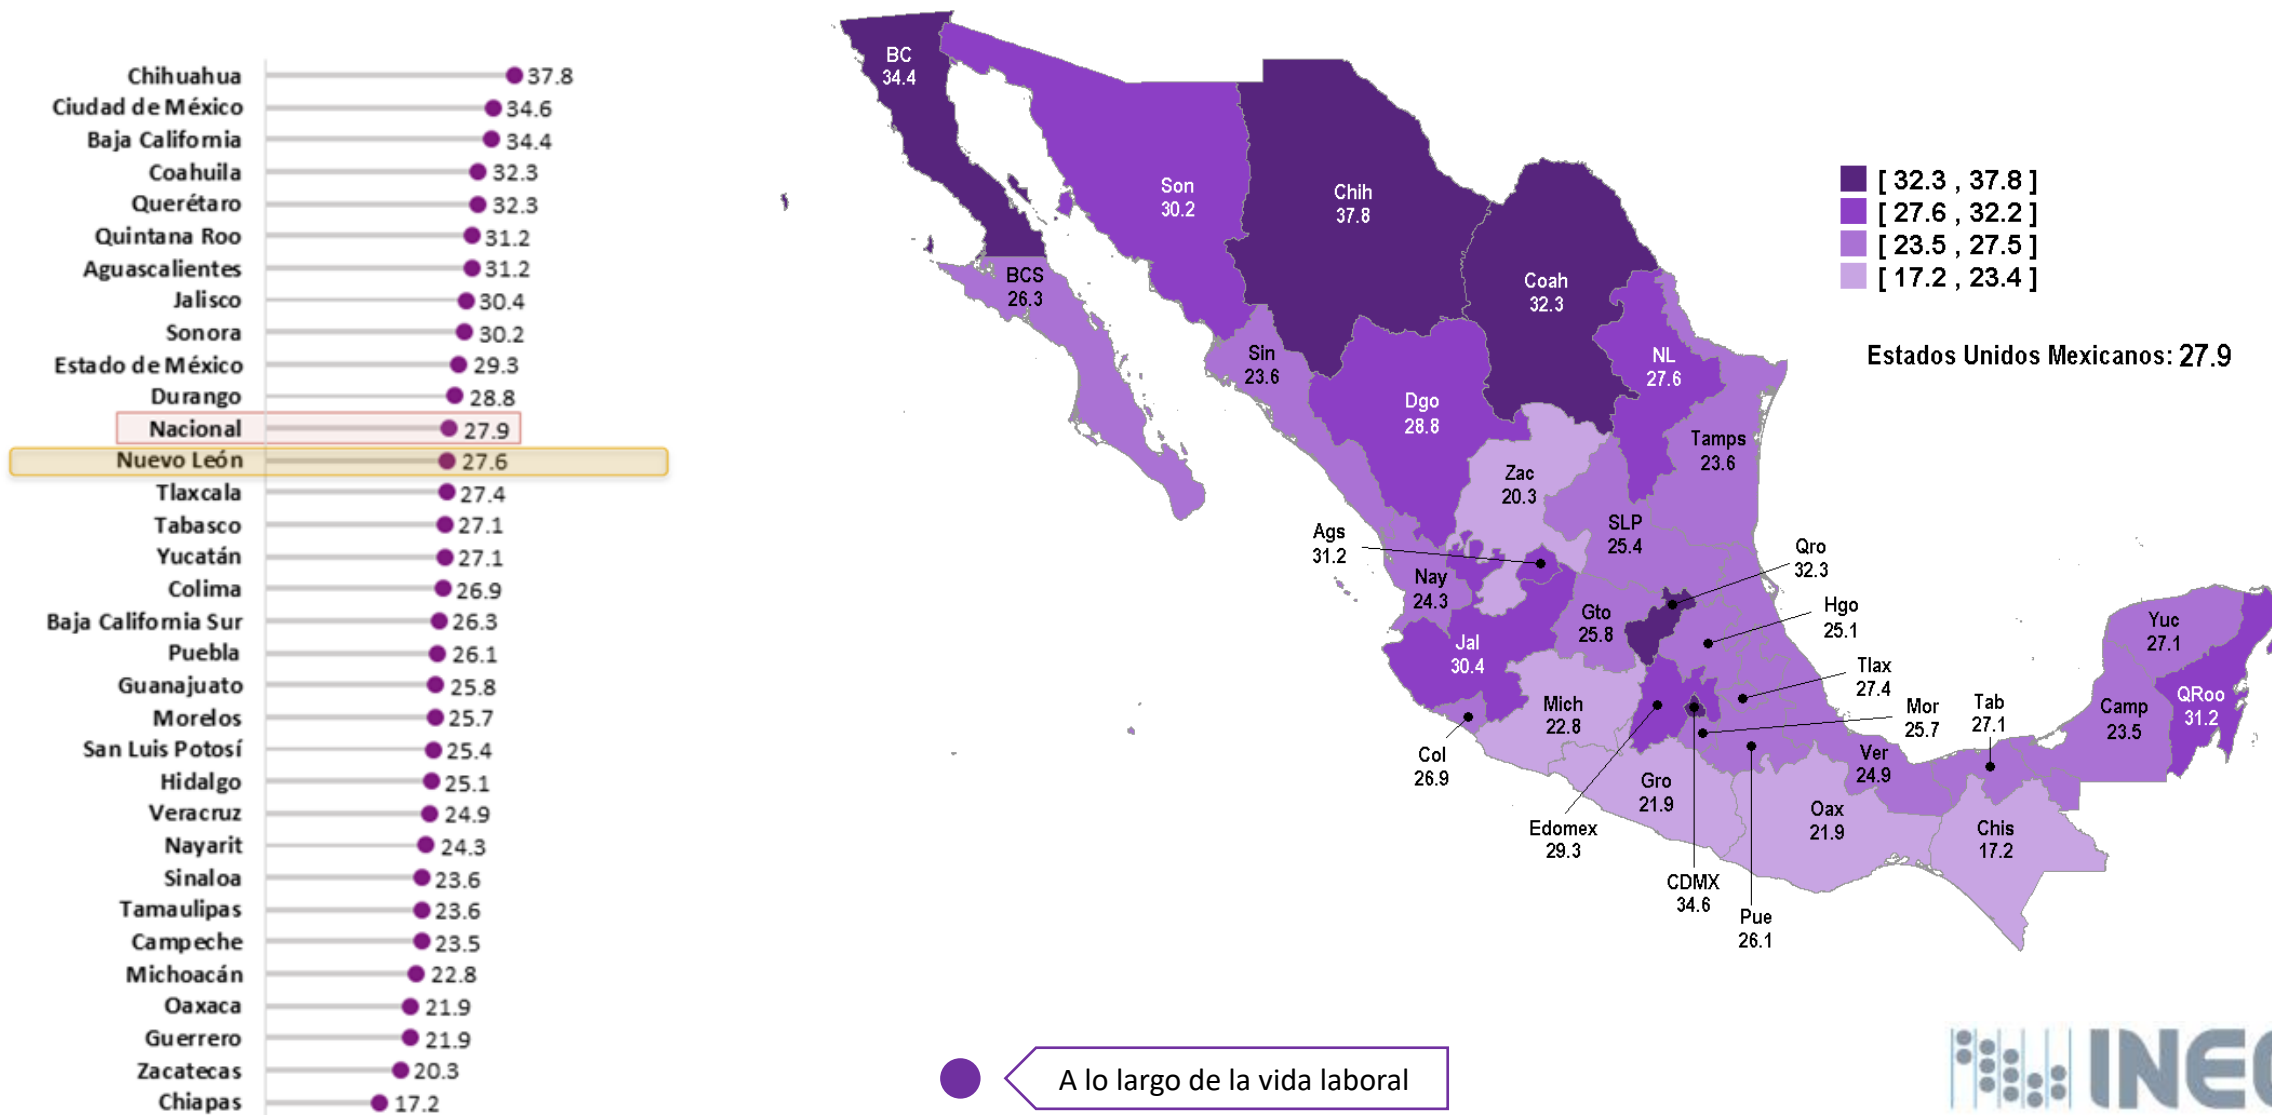 Chihuahua 37.8
Ciudad de México 34.6
Baja California 34.4
Coahuila 32.3
Querétaro 32.3
Quintana Roo 31.2
Aguascalientes 31.2
Jalisco 30.4
Sonora 30.2
Estado de México 29.3
Durango 28.8
Nacional 27.9
Nuevo León 27.6
Tlaxcala 27.4
Tabasco 27.1
Yucatán 27.1
Colima 26.9
Baja California Sur 26.3
Puebla 26.1
Guanajuato 25.8
Morelos 25.7
San Luis Potosí 25.4
Hidalgo 25.1
Veracruz 24.9
Nayarit 24.3
Sinaloa 23.6
Tamaulipas 23.6
Campeche 23.5
Michoacán 22.8
Oaxaca 21.9
Guerrero 21.9
Zacatecas 20.3
Chiapas 17.2
BC
34.4
Son
30.2
Chih
37.8
Coah
32.3
BCS
26.3
Sin
23.6
NL
27.6
Dgo
28.8
Tamps
23.6
Zac
20.3
SLP
25.4
Ags
31.2
Qro
32.3
Nay
24.3
Gto
25.8
Hgo
25.1
Jal
30.4
Yuc
27.1
Tlax
27.4
Mich
22.8
Mor
25.7
Tab
27.1
Camp
23.5
QRoo
31.2
Col
26.9
Ver
24.9
Gro
21.9
Oax
21.9
Edomex
29.3
Chis
17.2
CDMX
34.6
Pue
26.1
[ 32.3 , 37.8 ]
[ 27.6 , 32.2 ]
[ 23.5 , 27.5 ]
[ 17.2 , 23.4 ]
Estados Unidos Mexicanos: 27.9
A lo largo de la vida laboral
INEG